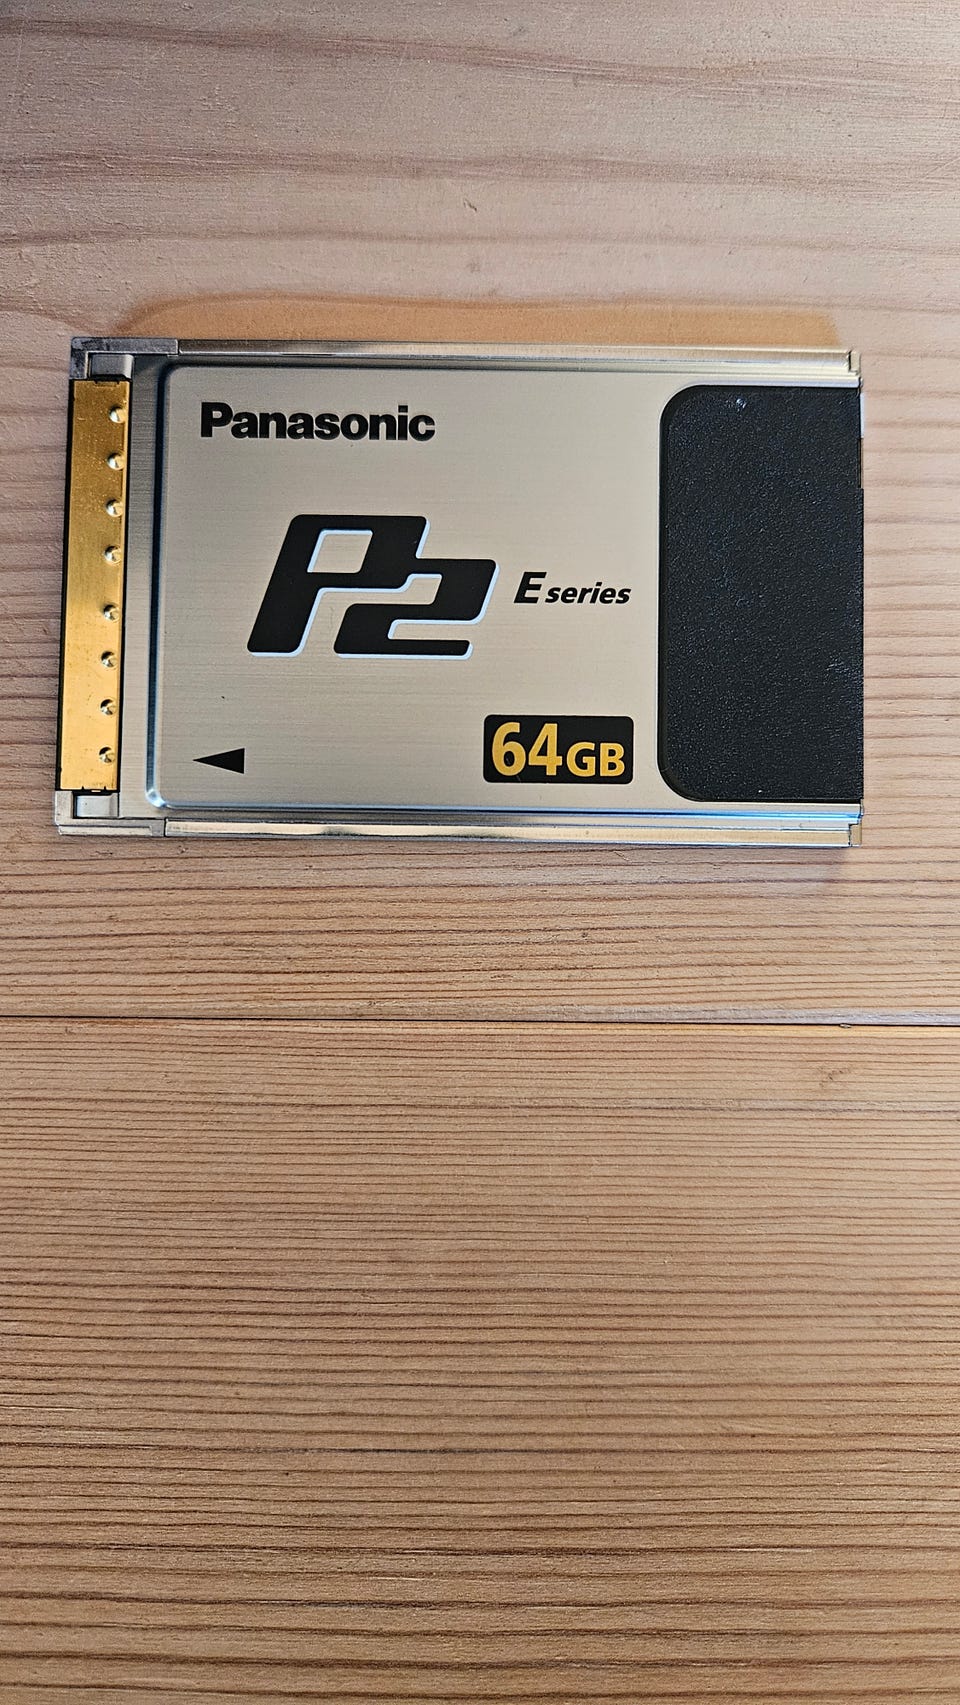 Panasonic
P2
E series
64GB